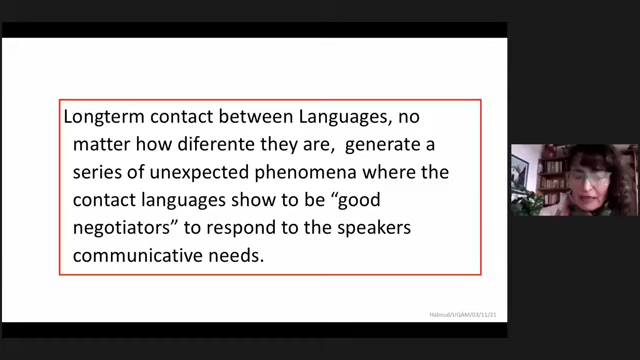 Longterm contact between Languages, no
matter how diferente they are, generate a
series of unexpected phenomena where the
contact languages show to be “good
negotiators” to respond to the speakers
communicative needs.
Haboud/UQAM/03/11/21